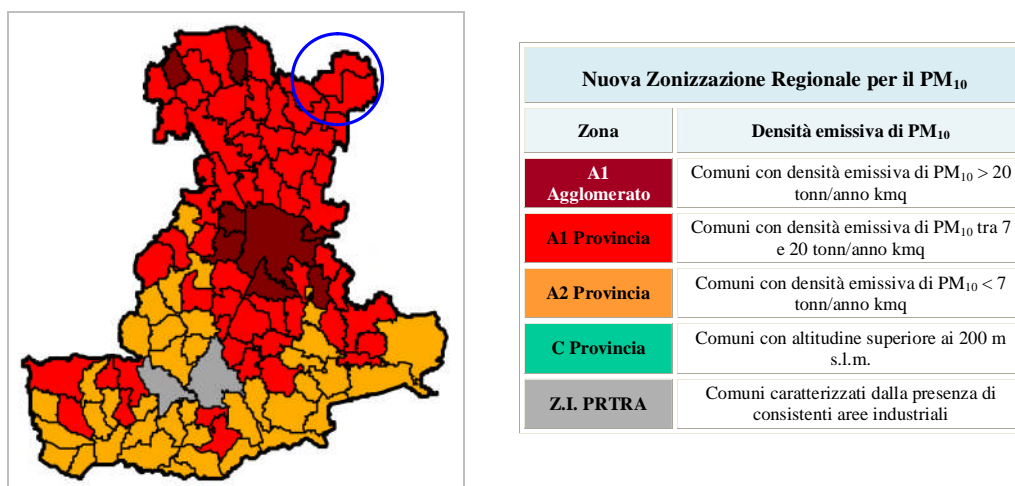 Nuova Zonizzazione Regionale per il PM₁₀
Zona
Densità emissiva di PM₁₀
A1
Agglomerato
Comuni con densità emissiva di PM₁₀ > 20
tonn/anno kmq
A1 Provincia
Comuni con densità emissiva di PM₁₀ tra 7
e 20 tonn/anno kmq
A2 Provincia
Comuni con densità emissiva di PM₁₀ < 7
tonn/anno kmq
C Provincia
Comuni con altitudine superiore ai 200 m
s.l.m.
Z.I. PRTRA
Comuni caratterizzati dalla presenza di
consistenti aree industriali